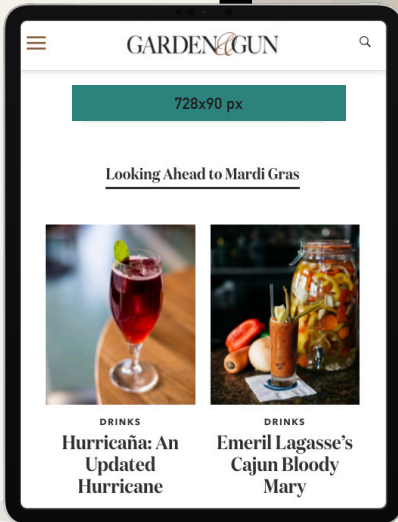 GARDEN&GUN
728x90 px
Looking Ahead to Mardi Gras
DRINKS
Hurricaña: An
Updated
Hurricane
DRINKS
Emeril Lagasse's
Cajun Bloody
Mary